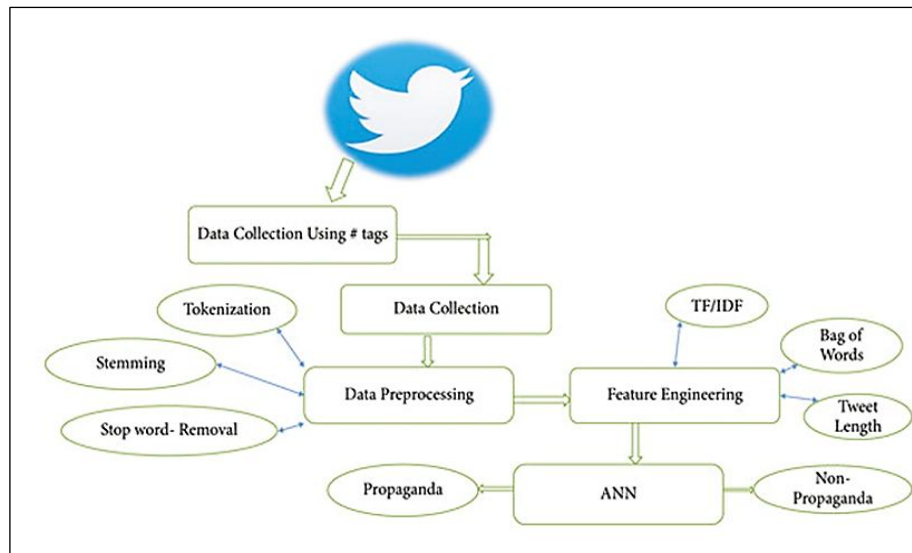 Data Collection Using # tags
Data Collection
Tokenization
Stemming
Stop word- Removal
Data Preprocessing
TF/IDF
Bag of
Words
Tweet
Length
Feature Engineering
Propaganda
ANN
Non-
Propaganda